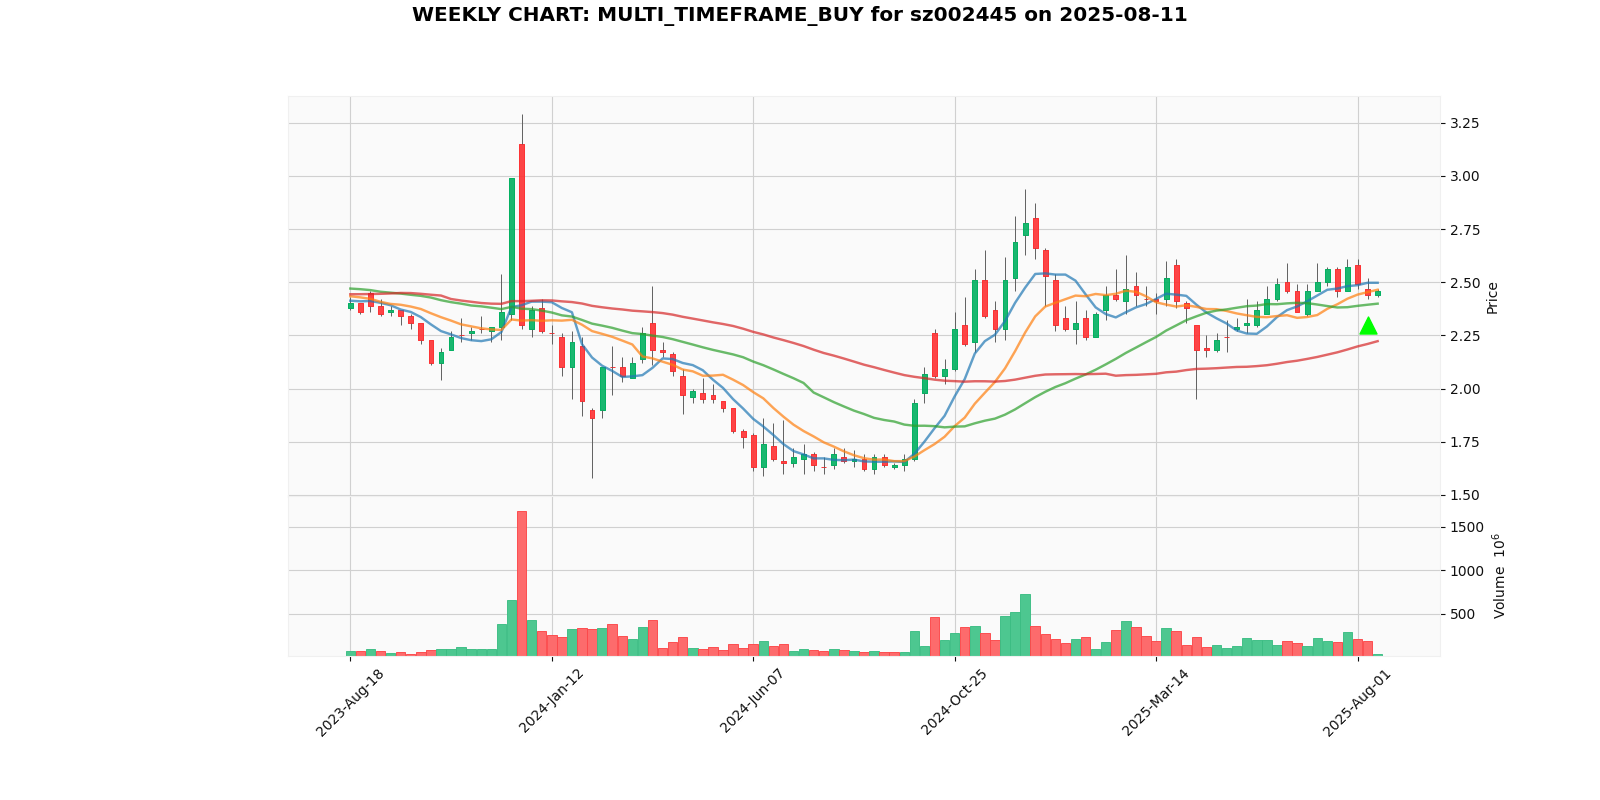 WEEKLY CHART: MULTI_TIMEFRAME_BUY for sz002445 on 2025-08-11
3.25
3.00
2.75
2.50
2.25
2.00
1.75
1.50
Price
1500
1000
500
Volume 10^6
2023-Aug-18
2024-Jan-12
2024-Jun-07
2024-Oct-25
2025-Mar-14
2025-Aug-01